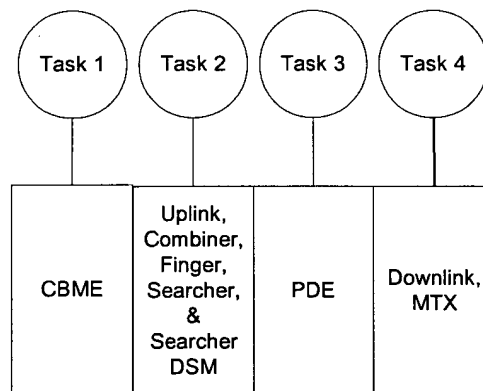 Task 1
Task 2
Task 3
Task 4
CBME
Uplink,
Combiner,
Finger,
Searcher,
&
Searcher
DSM
PDE
Downlink,
MTX